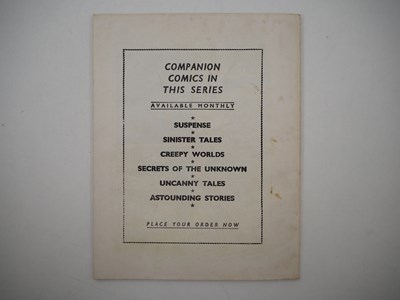 COMPANION
COMICS IN
THIS SERIES
AVAILABLE MONTHLY
★
SUSPENSE
★
SINISTER TALES
★
CREEPY WORLDS
★
SECRETS OF THE UNKNOWN
★
UNCANNY TALES
★
ASTOUNDING STORIES
★
PLACE YOUR ORDER NOW